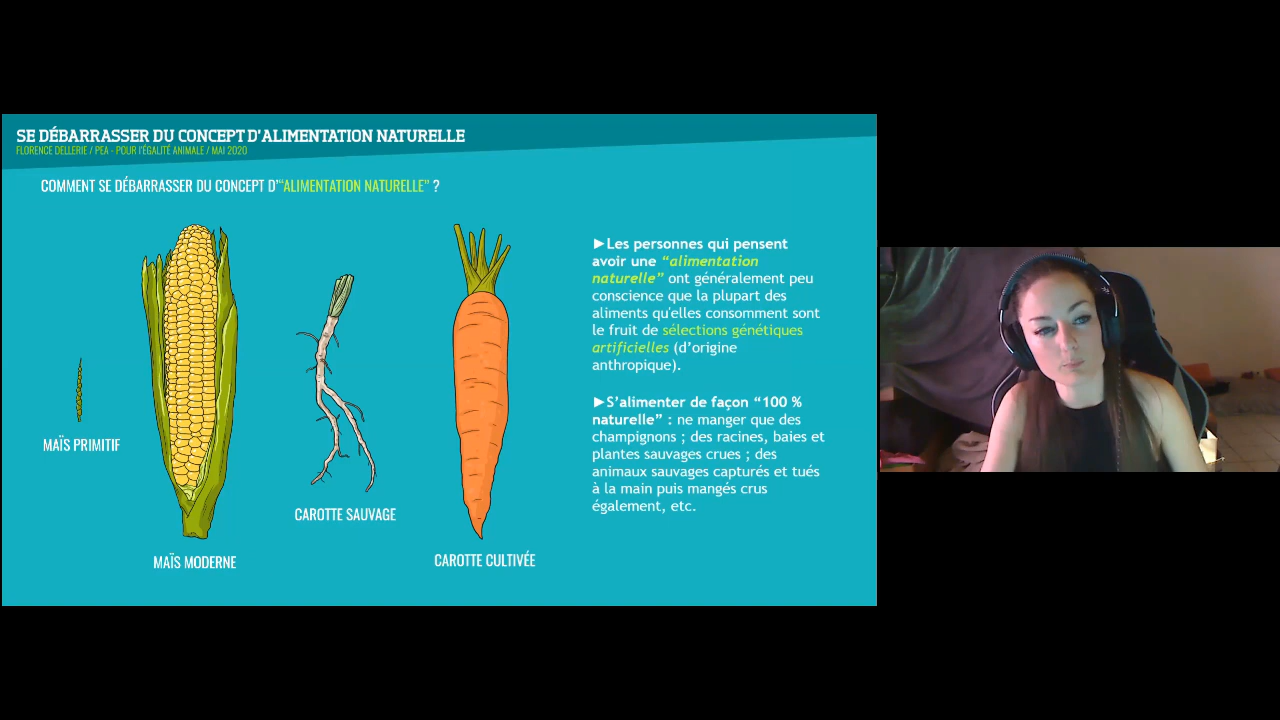 SE DÉBARRASSER DU CONCEPT D'ALIMENTATION NATURELLE
FLORENCE DELLERIE / PEA - POUR l'ÉGALITÉ ANIMALE / MAI 2020
COMMENT SE DÉBARRASSER DU CONCEPT D'"ALIMENTATION NATURELLE" ?
MAÏS PRIMITIF
MAÏS MODERNE
CAROTTE SAUVAGE
CAROTTE CULTIVÉE
►Les personnes qui pensent
avoir une “alimentation
naturelle” ont généralement peu
conscience que la plupart des
aliments qu'elles consomment sont
le fruit de sélections génétiques
artificielles (d’origine
anthropique).
►S’alimenter de façon “100 %
naturelle” : ne manger que des
champignons ; des racines, baies et
plantes sauvages crues ; des
animaux sauvages capturés et tués
à la main puis mangés crus
également, etc.